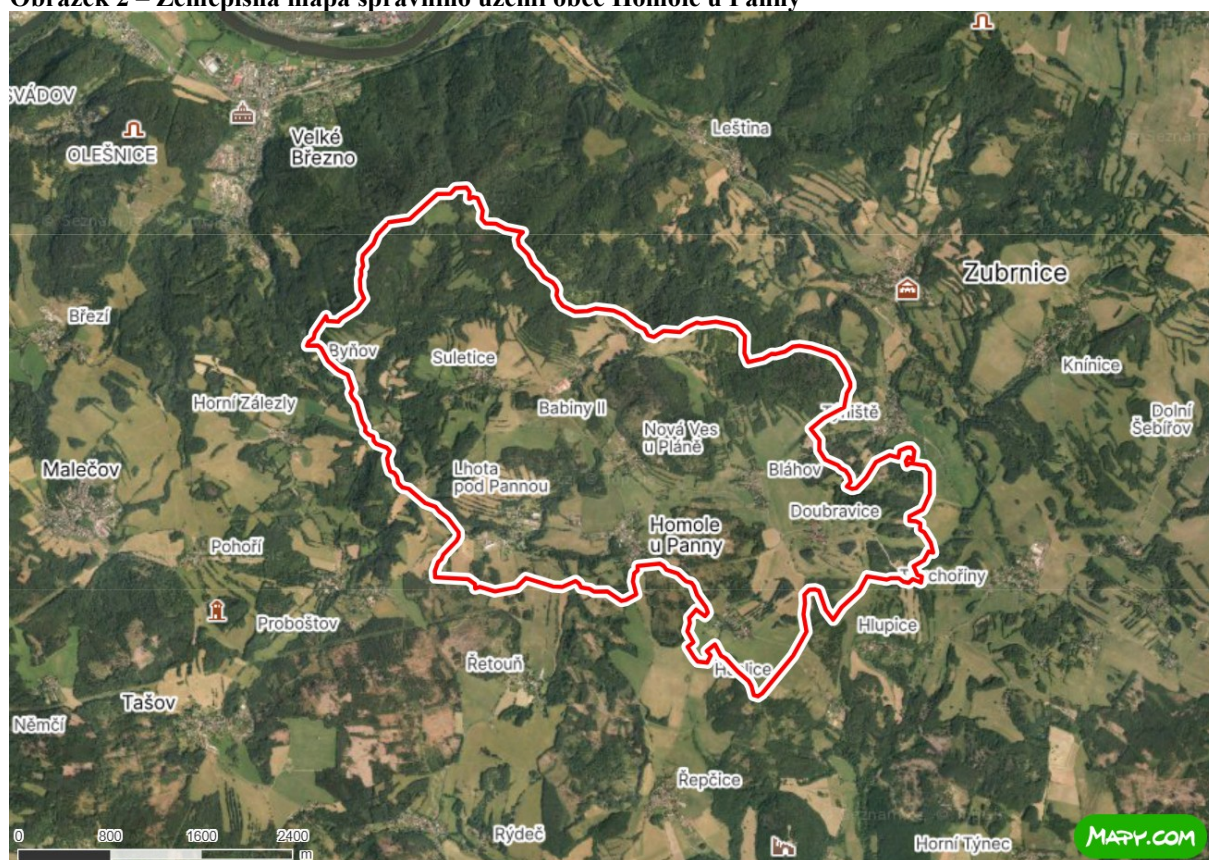 Obrázek 2 – Zeměpisná mapa správního území obce Homole u Panny
SVÁDOV
OLEŠNICE
Velké
Březno
Leština
Zubrnice
Březí
Byňov
Suletice
Knínice
Horní Zálezly
Babiny II
Týniště
Dolní
Šebířov
Nová Ves
u Pláně
Malečov
Lhota
pod Pannou
Bláhov
Doubravice
Homole
u Panny
Pohoří
Proboštov
Hlupice
Řetouň
Tašov
Němčí
Řepčice
Rýdeč
Horní Týnec
0 800 1600 2400
m
MAPY.COM